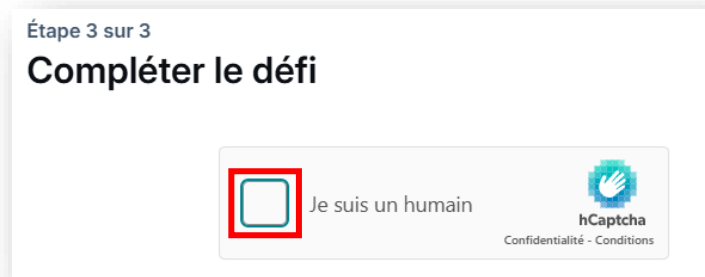 Étape 3 sur 3
Compléter le défi
Je suis un humain
hCaptcha
Confidentialité - Conditions